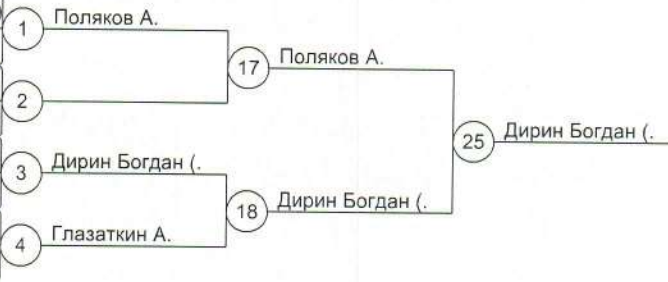 1 Поляков А.
17 Поляков А.
2
25 Дирин Богдан (.
3 Дирин Богдан (.
18 Дирин Богдан (.
4 Глазаткин А.